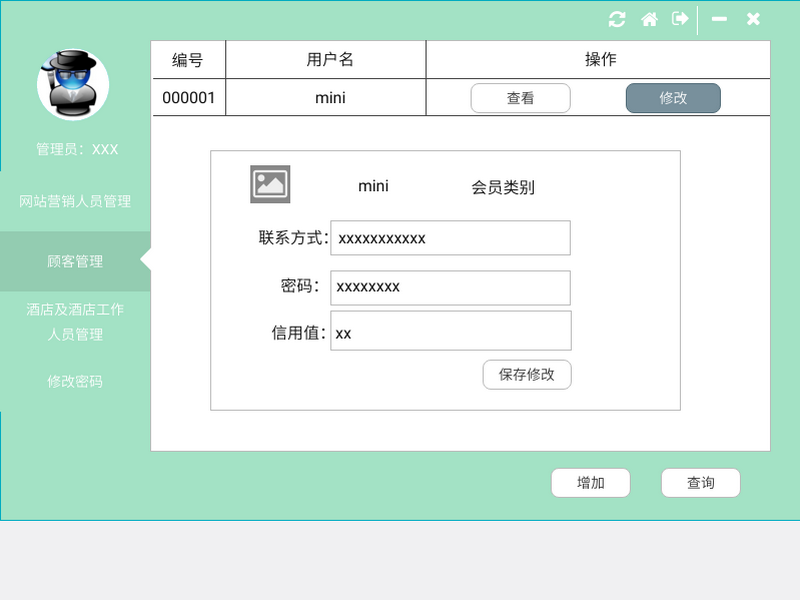 管理员：XXX
网站营销人员管理
顾客管理
酒店及酒店工作
人员管理
修改密码
编号 用户名 操作
000001 mini 查看 修改
mini 会员类别
联系方式: xxxxxxxxxxx
密码: xxxxxxxx
信用值: xx
保存修改
增加 查询